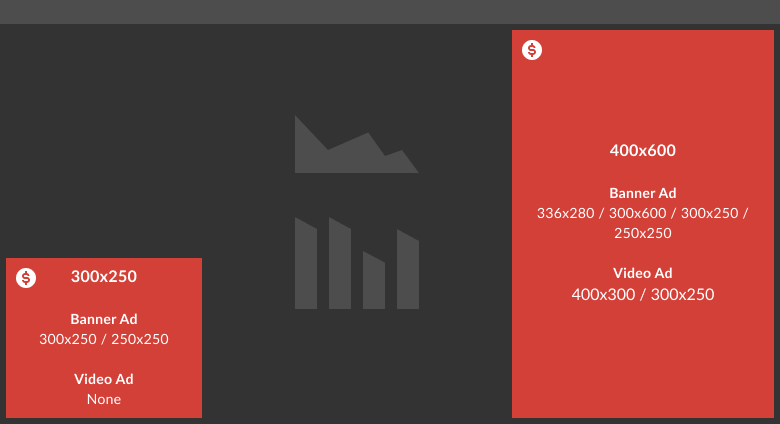 $
300x250
Banner Ad
300x250 / 250x250
Video Ad
None
$
400x600
Banner Ad
336x280 / 300x600 / 300x250 /
250x250
Video Ad
400x300 / 300x250